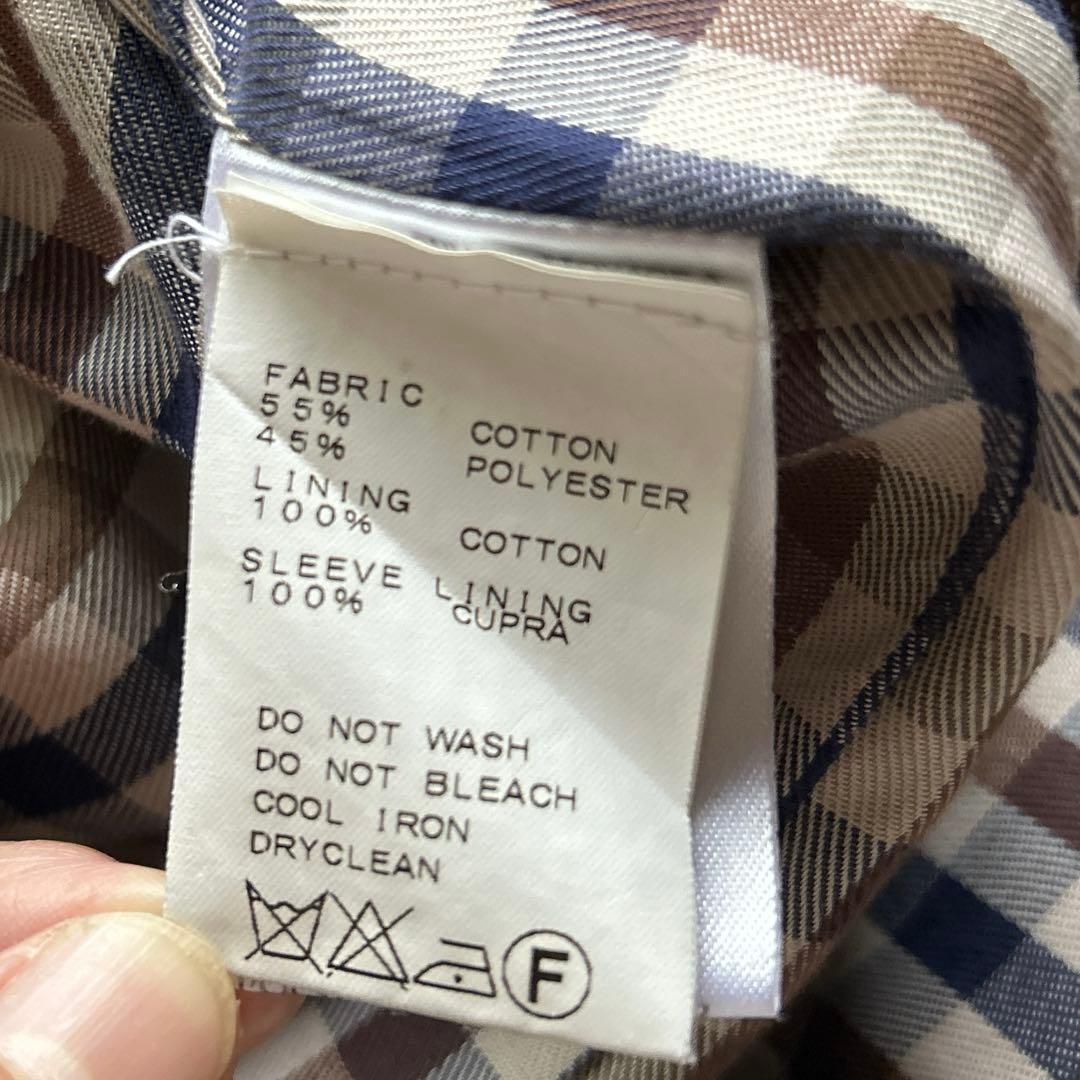 FABRIC
55% COTTON
45% POLYESTER
LINING
100% COTTON
SLEEVE LINING
100% CUPRA
DO NOT WASH
DO NOT BLEACH
COOL IRON
DRYCLEAN
F